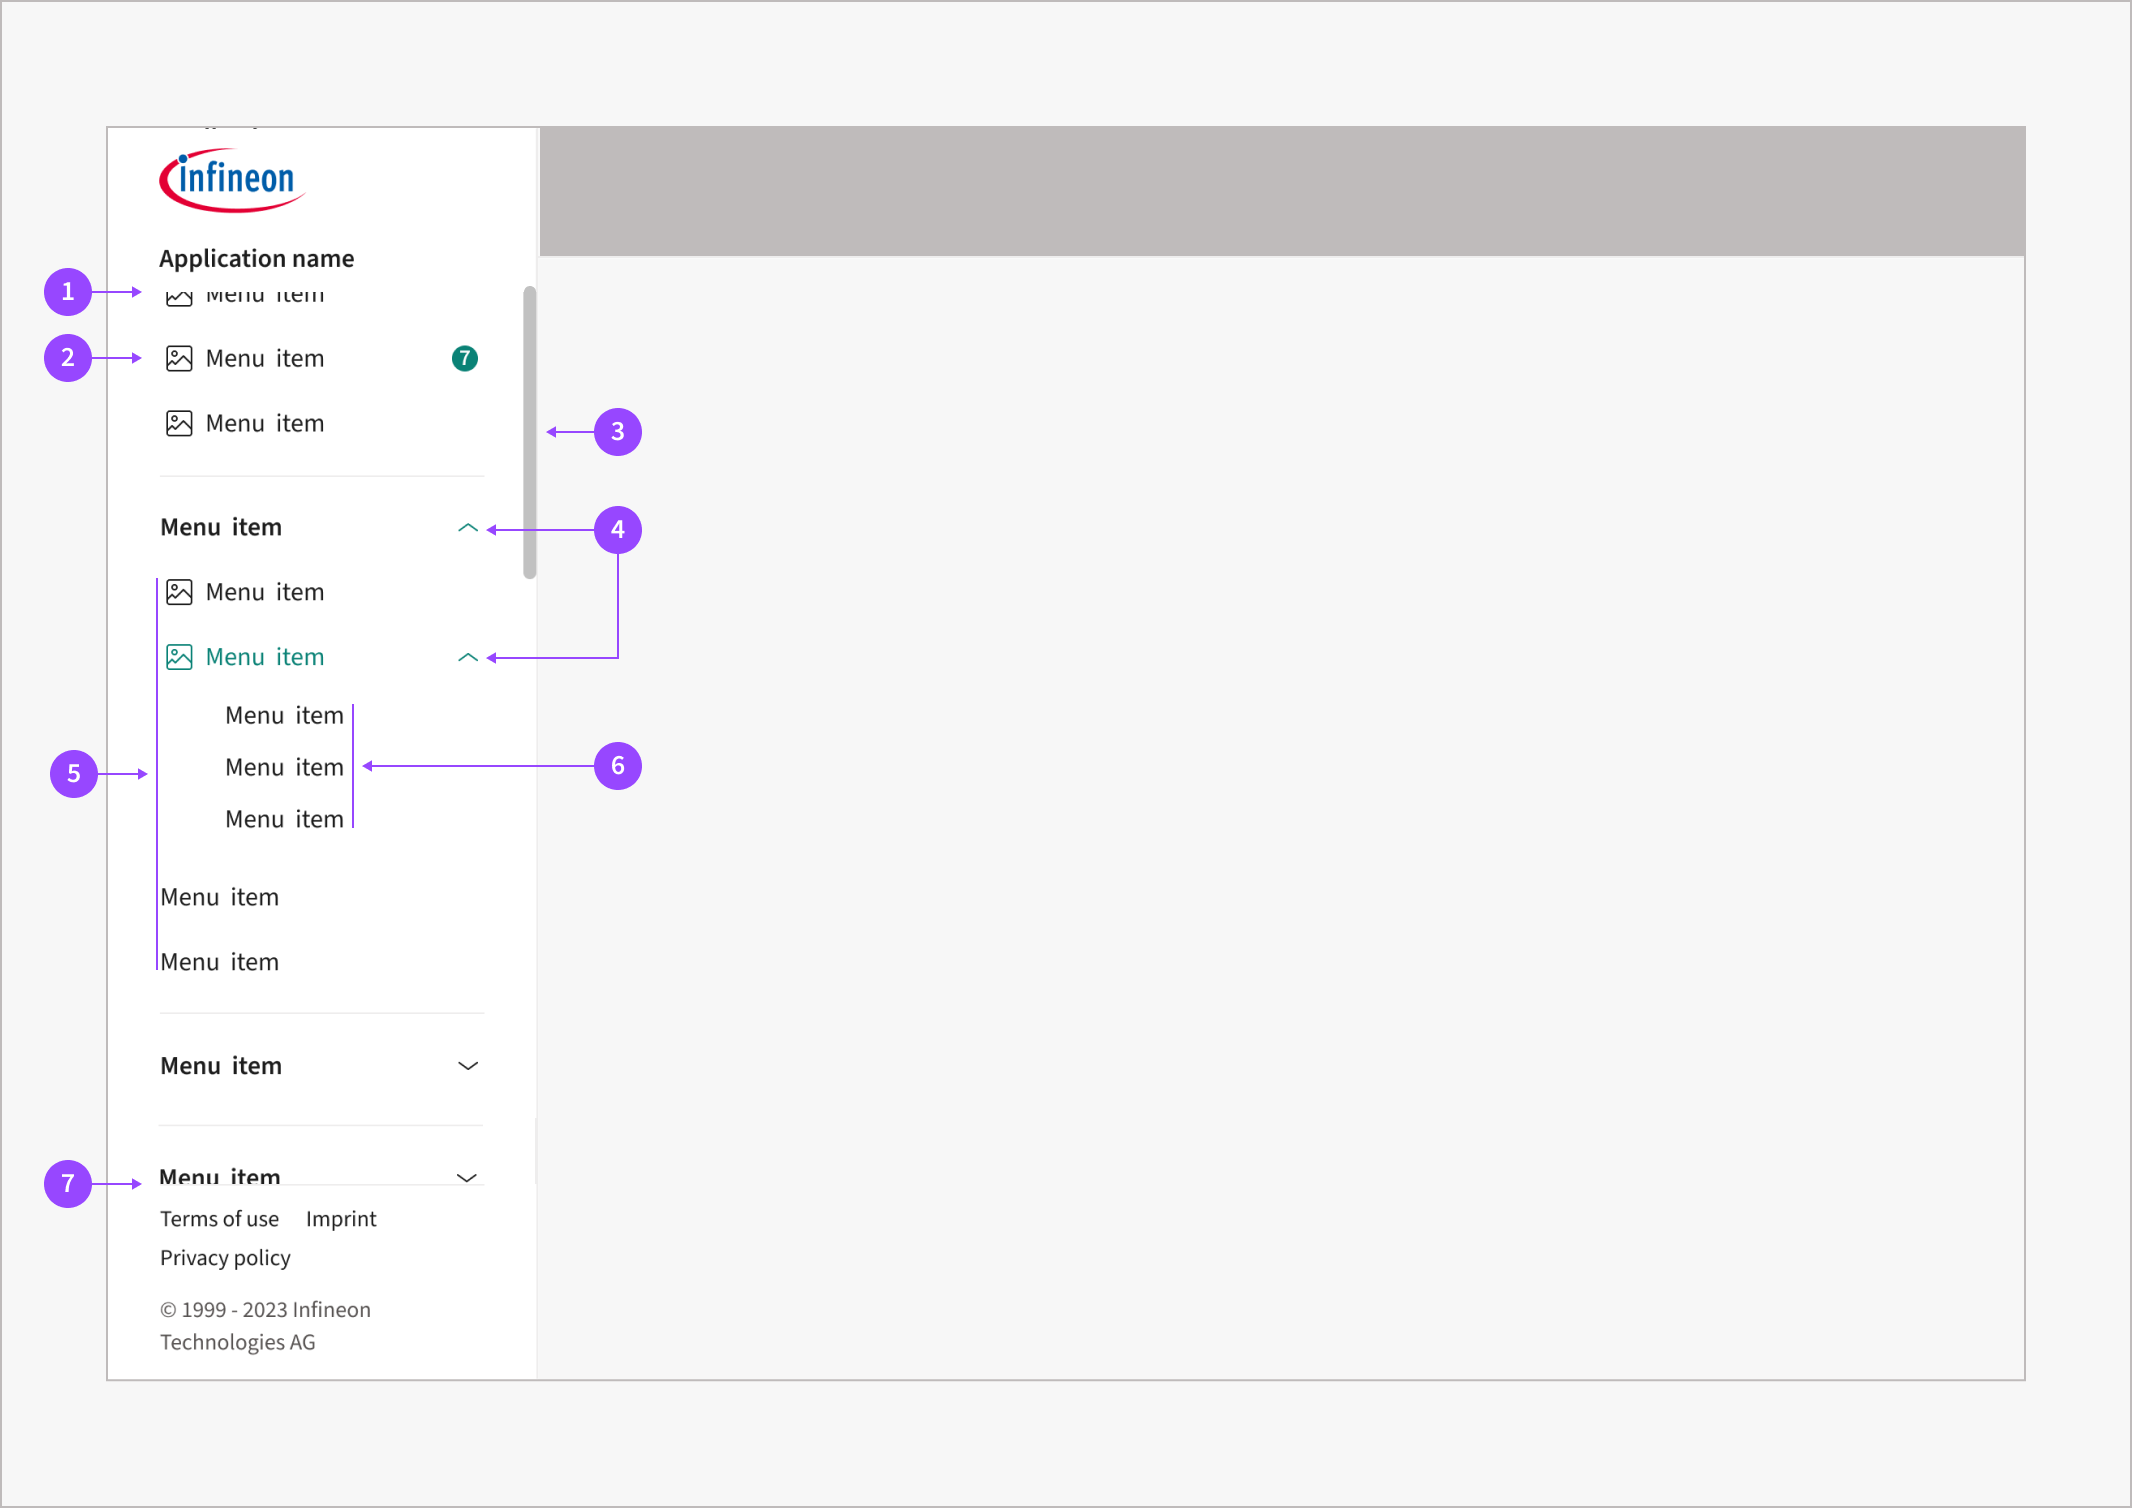 infineon
Application name
1 Menu item
2 Menu item 7
Menu item
3
Menu item 4
Menu item
Menu item
Menu item
Menu item
5 6
Menu item
Menu item
Menu item
Menu item
Menu item
7 Menu item
Terms of use Imprint
Privacy policy
© 1999 - 2023 Infineon
Technologies AG